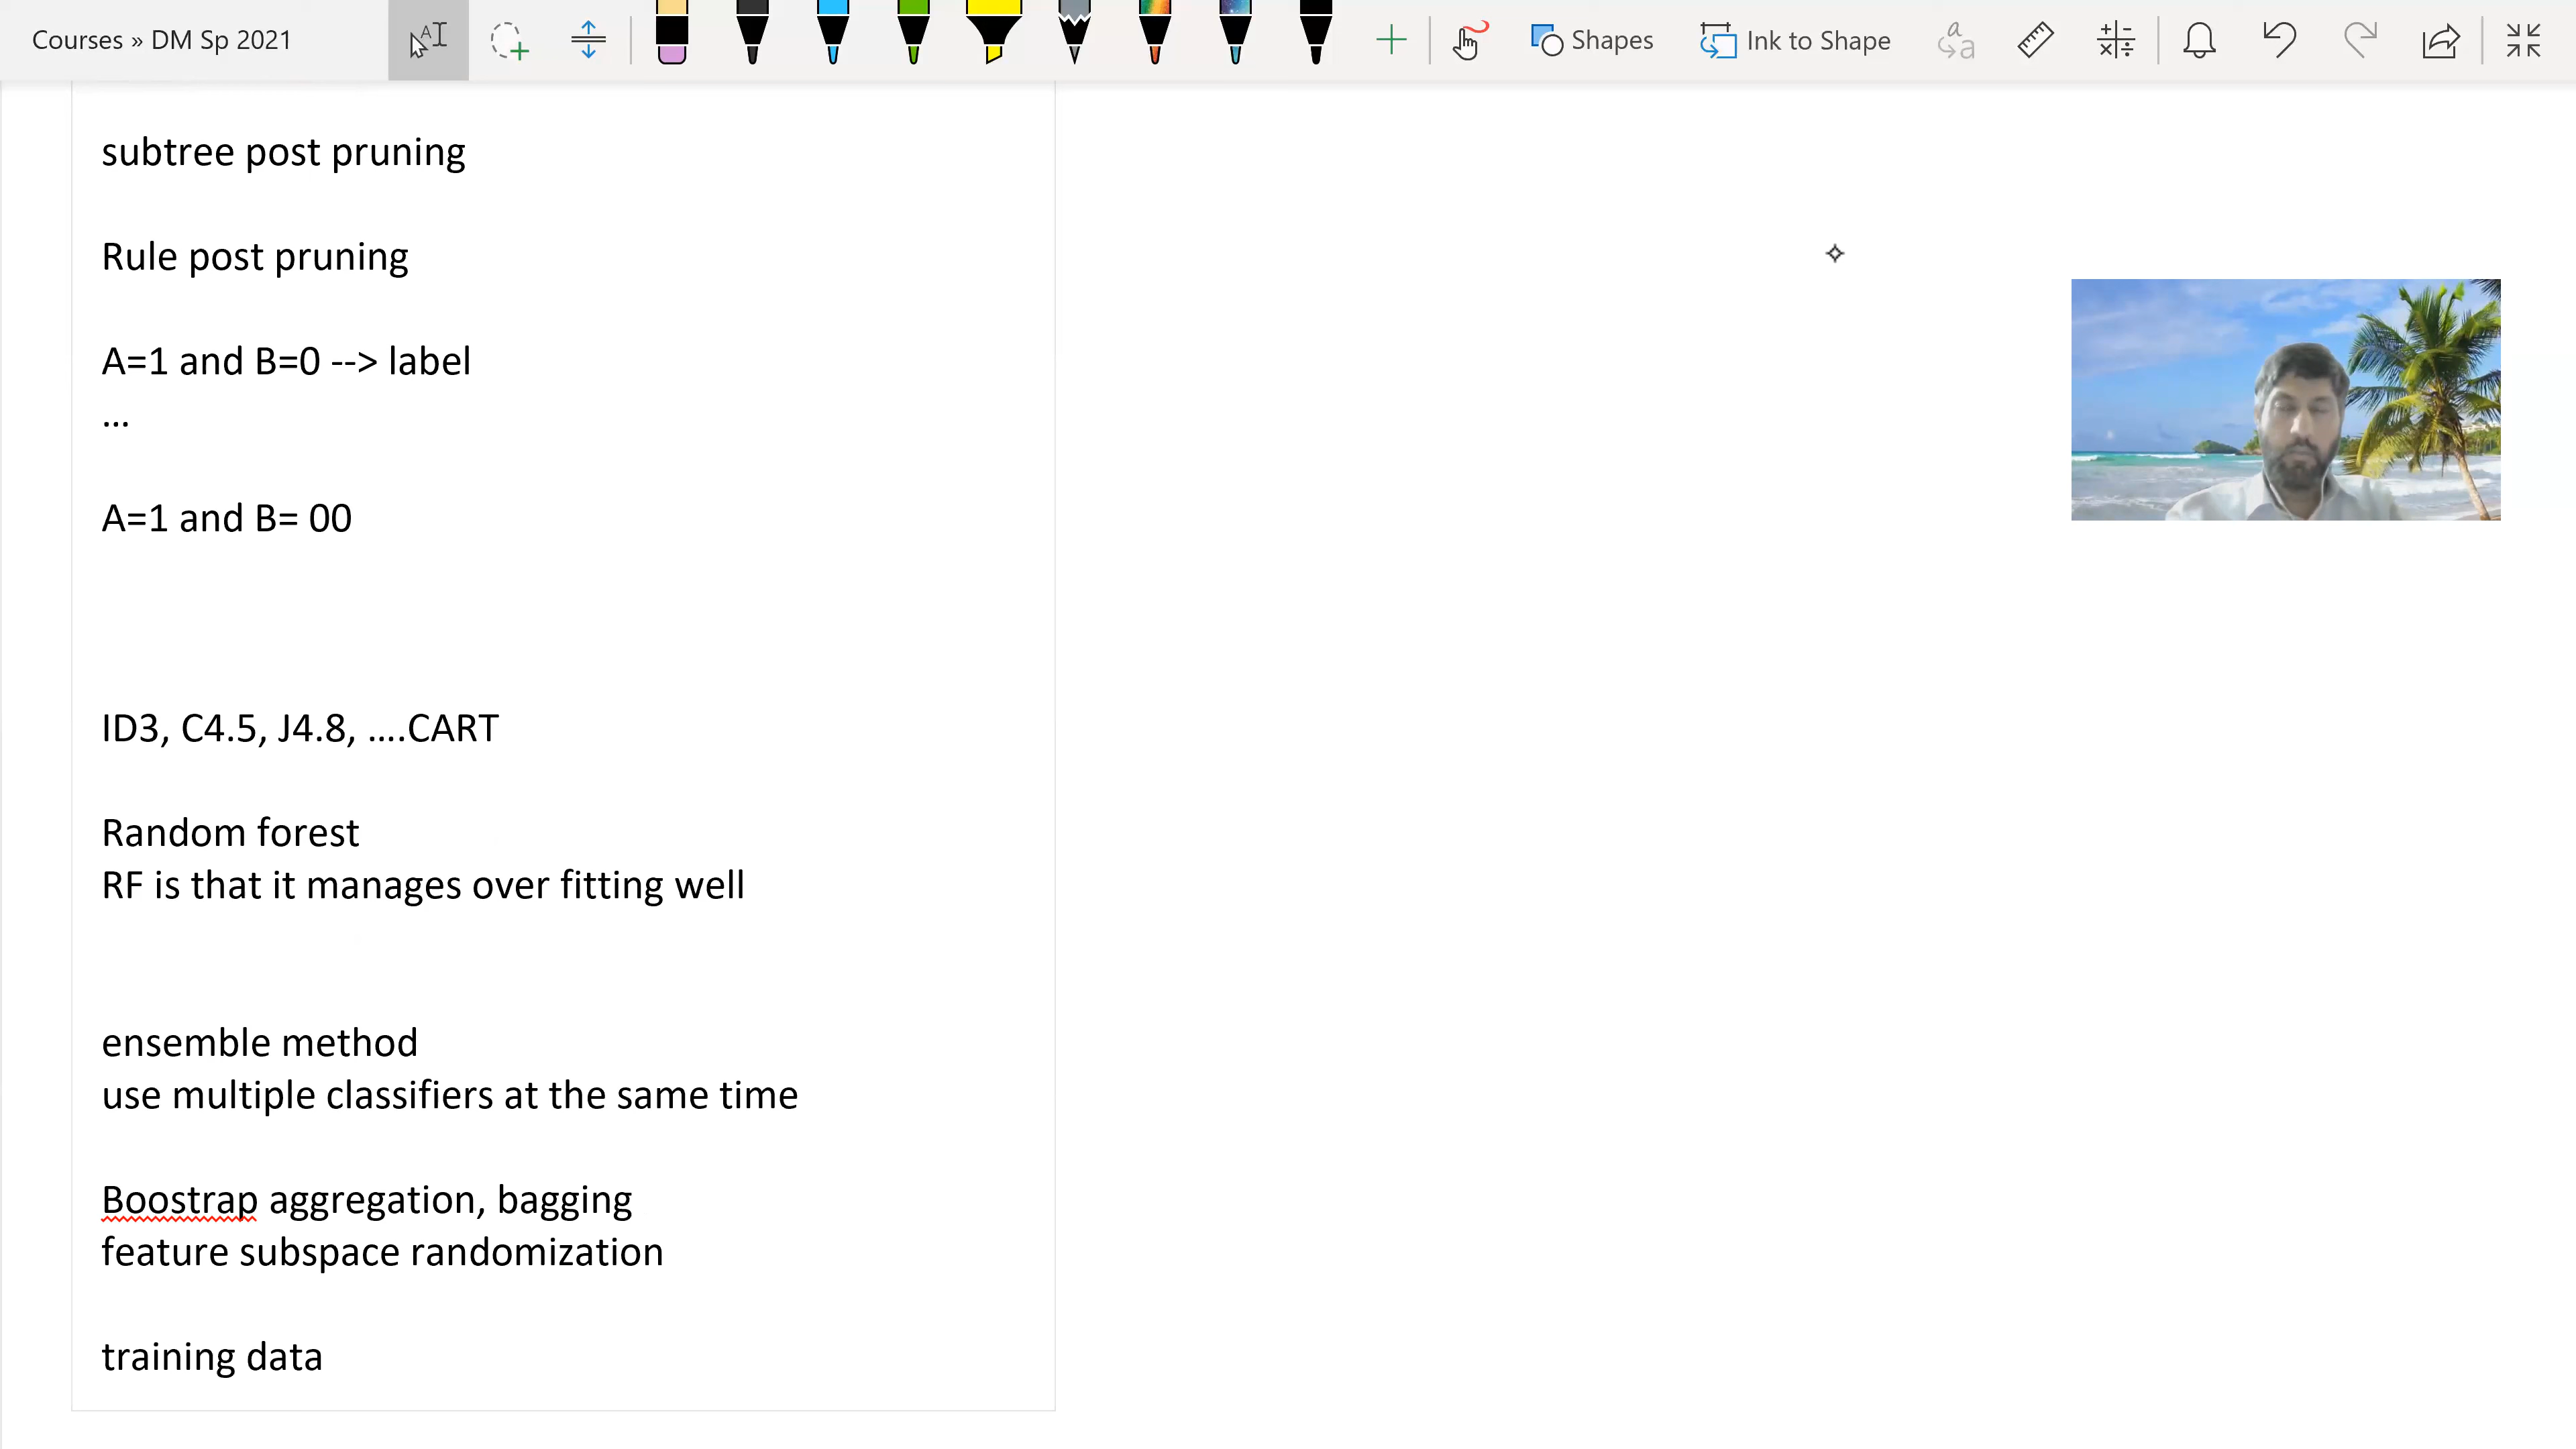 Courses » DM Sp 2021
Shapes
Ink to Shape
subtree post pruning
Rule post pruning
A=1 and B=0 --> label
...
A=1 and B= 00
ID3, C4.5, J4.8, ....CART
Random forest
RF is that it manages over fitting well
ensemble method
use multiple classifiers at the same time
Boostrap aggregation, bagging
feature subspace randomization
training data